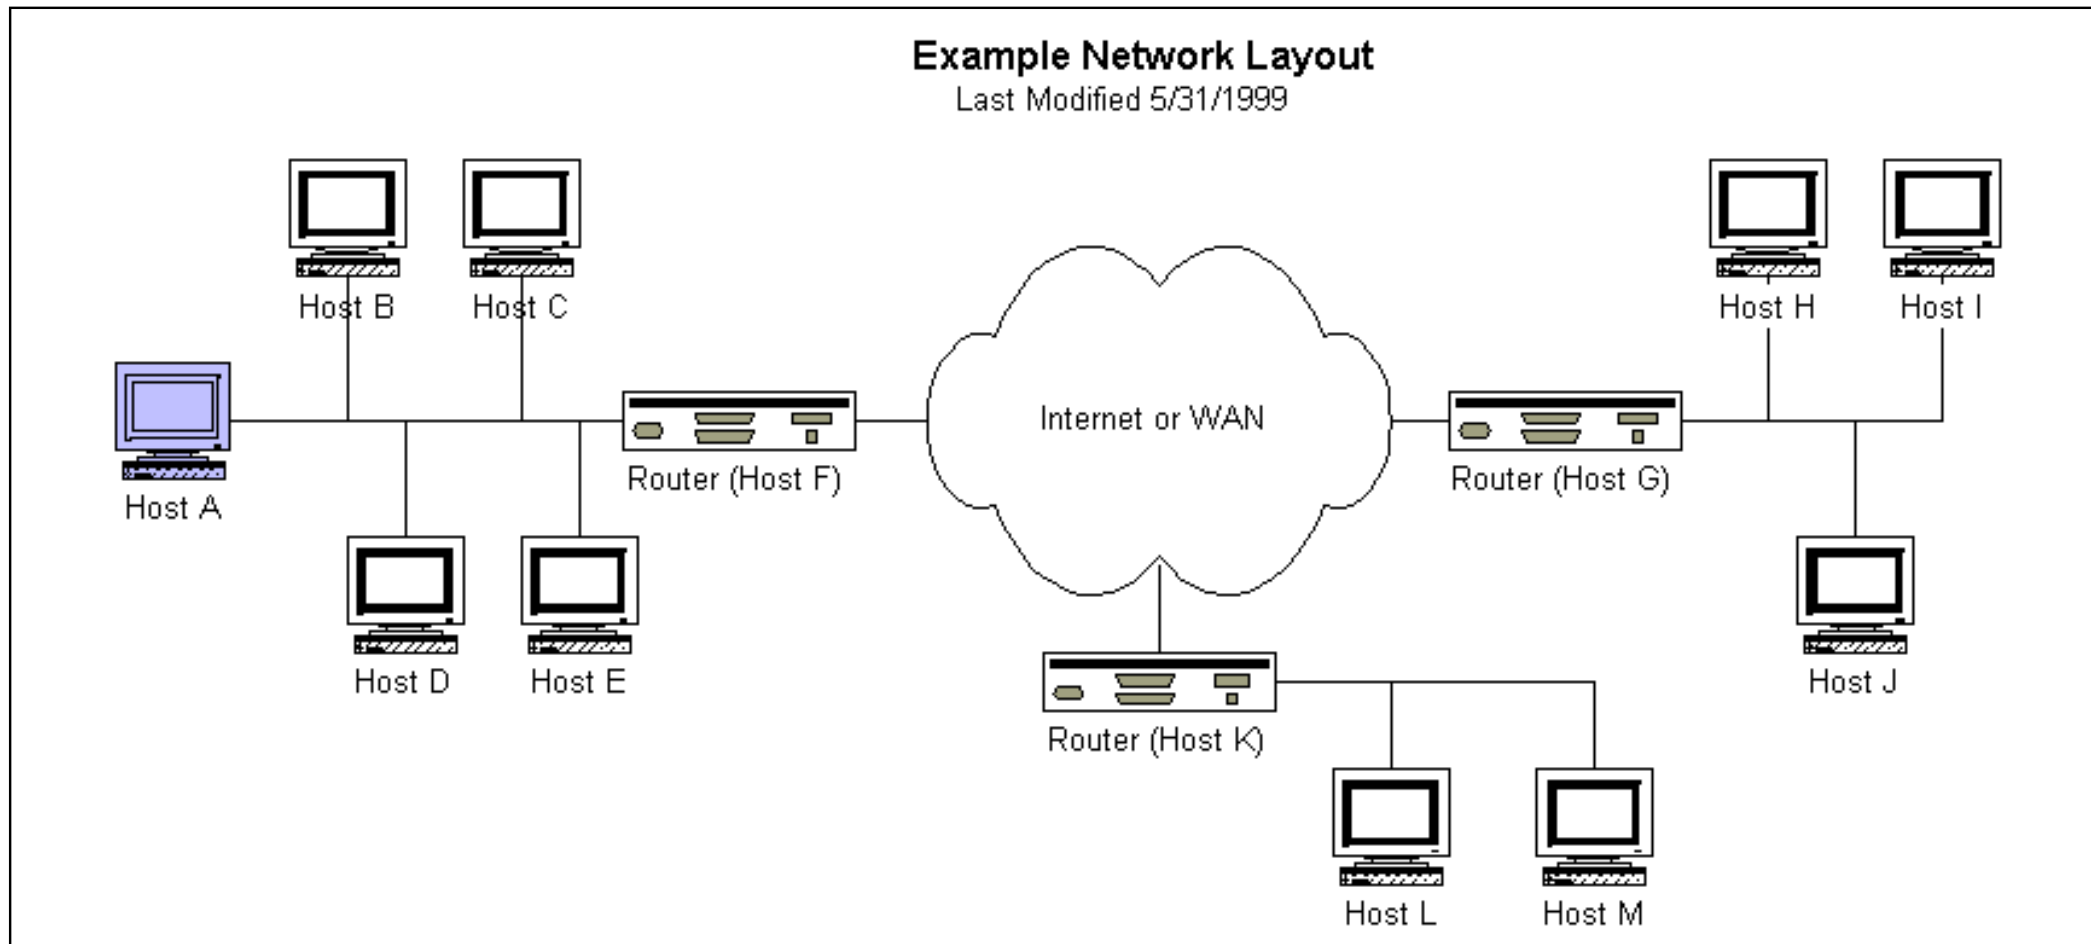 Example Network Layout
Last Modified 5/31/1999
Host B
Host C
Host H
Host I
Internet or WAN
Host A
Router (Host F)
Router (Host G)
Host D
Host E
Host J
Router (Host K)
Host L
Host M